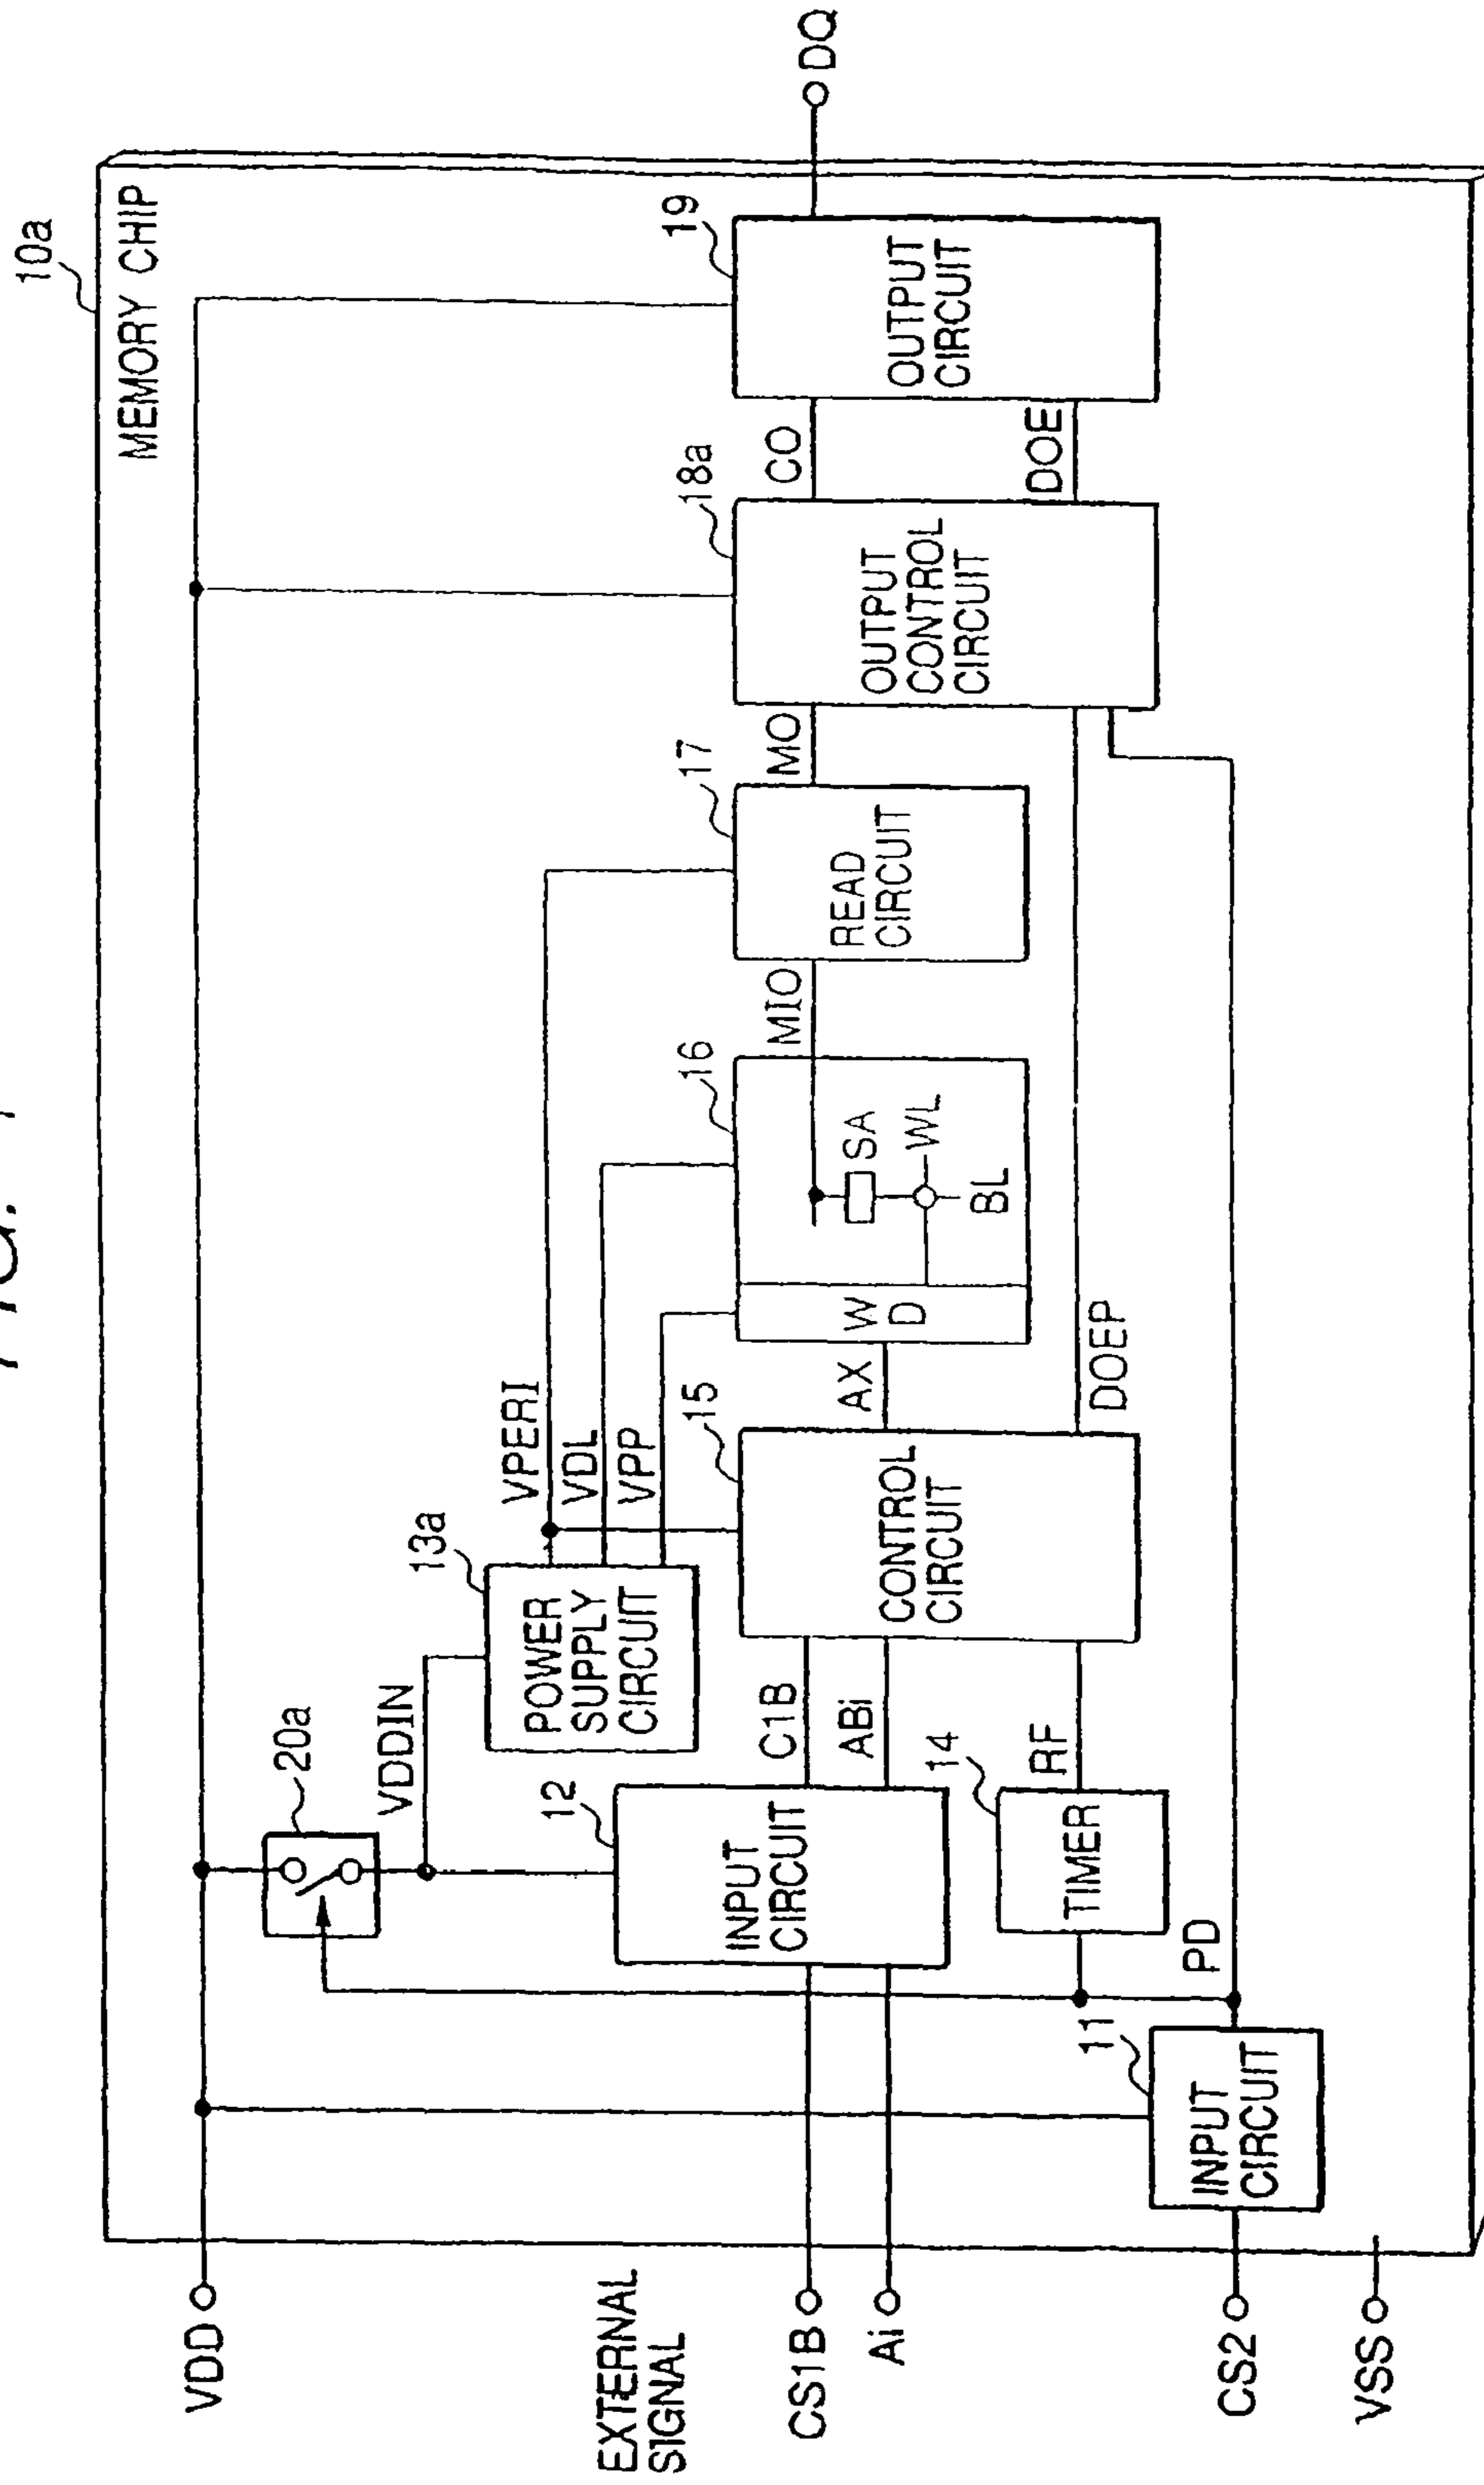 FIG. 1
10a
MEMORY CHIP
VDD
20a
VDDIN
13a
POWER
SUPPLY
CIRCUIT
VPERI
VDL
VPP
EXTERNAL
SIGNAL
CS1B
Ai
12
INPUT
CIRCUIT
C1B
ABi
15
CONTROL
CIRCUIT
AX
16
W
D
SA
WL
BL
MIO
17
READ
CIRCUIT
MO
18a
OUTPUT
CONTROL
CIRCUIT
CO
DOE
19
OUTPUT
CIRCUIT
DQ
14
TIMER
RF
DOEP
CS2
11
INPUT
CIRCUIT
PD
VSS